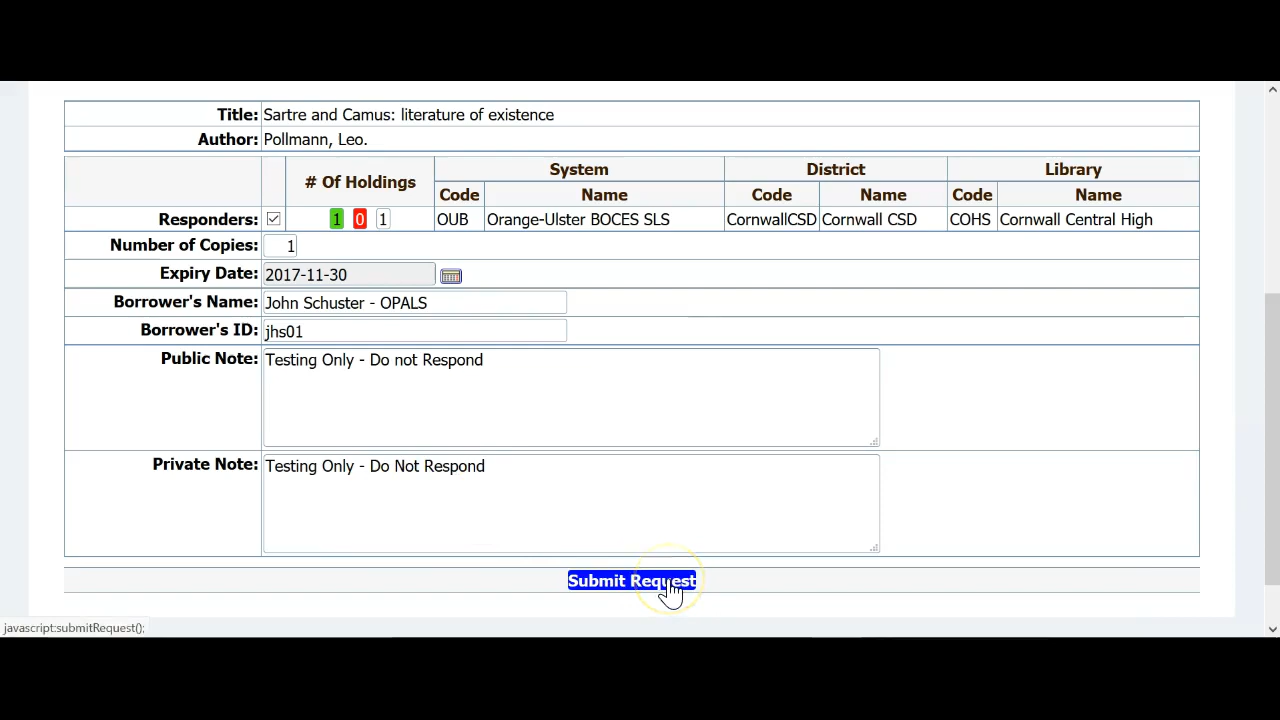 Title: Sartre and Camus: literature of existence
Author: Pollmann, Leo.
# Of Holdings System District Library
Code Name Code Name Code Name
Responders: 1 0 1 OUB Orange-Ulster BOCES SLS CornwallCSD Cornwall CSD COHS Cornwall Central High
Number of Copies: 1
Expiry Date: 2017-11-30
Borrower's Name: John Schuster - OPALS
Borrower's ID: jhs01
Public Note: Testing Only - Do not Respond
Private Note: Testing Only - Do Not Respond
Submit Request
javascript:submitRequest();